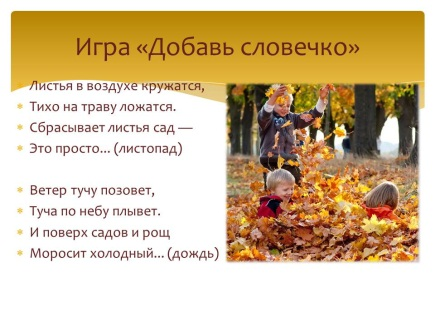 Игра «Добавь словечко»
Листья в воздухе кружатся,
Тихо на траву ложатся.
Сбрасывает листья сад —
Это просто... (листопад)
Ветер тучу позовет,
Туча по небу плывет.
И поверх садов и рощ
Моросит холодный... (дождь)